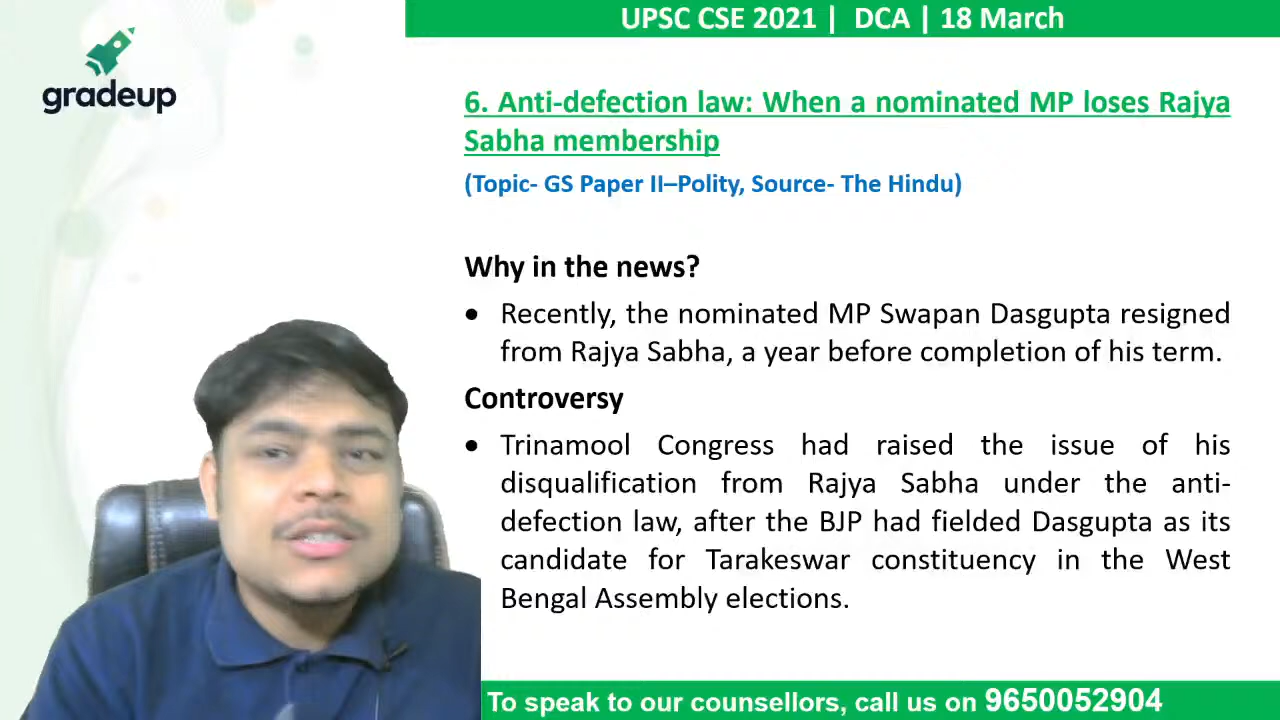 UPSC CSE 2021 | DCA | 18 March
gradeup
6. Anti-defection law: When a nominated MP loses Rajya
Sabha membership
(Topic- GS Paper II–Polity, Source- The Hindu)
Why in the news?
• Recently, the nominated MP Swapan Dasgupta resigned
from Rajya Sabha, a year before completion of his term.
Controversy
• Trinamool Congress had raised the issue of his
disqualification from Rajya Sabha under the anti-
defection law, after the BJP had fielded Dasgupta as its
candidate for Tarakeswar constituency in the West
Bengal Assembly elections.
To speak to our counsellors, call us on 9650052904